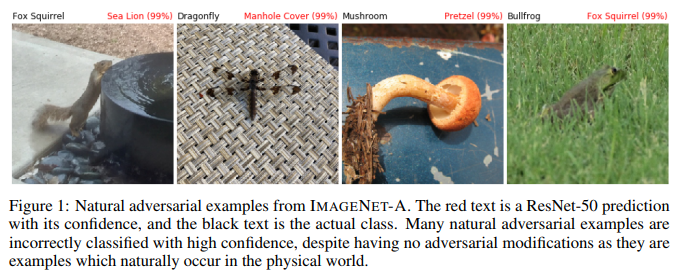 Fox Squirrel Sea Lion (99%) Dragonfly Manhole Cover (99%) Mushroom Pretzel (99%) Bullfrog Fox Squirrel (99%)
Figure 1: Natural adversarial examples from IMAGENET-A. The red text is a ResNet-50 prediction
with its confidence, and the black text is the actual class. Many natural adversarial examples are
incorrectly classified with high confidence, despite having no adversarial modifications as they are
examples which naturally occur in the physical world.